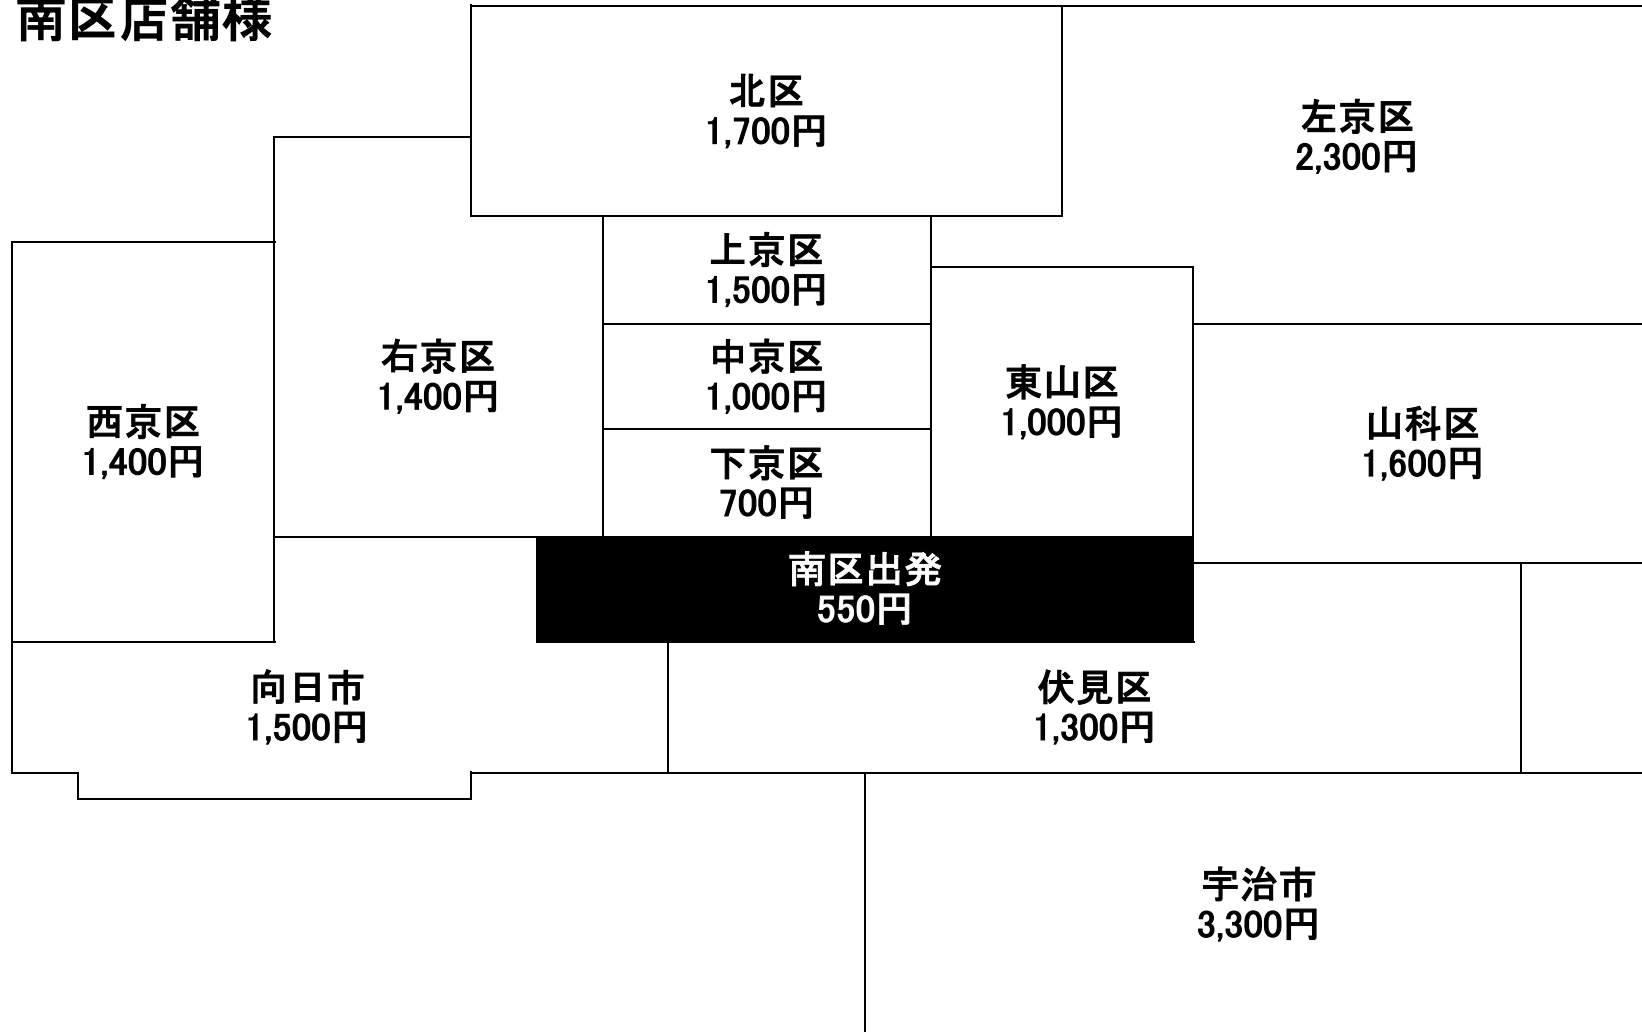 南区店舗様
北区
1,700円
左京区
2,300円
上京区
1,500円
右京区
1,400円
中京区
1,000円
東山区
1,000円
西京区
1,400円
山科区
1,600円
下京区
700円
南区出発
550円
向日市
1,500円
伏見区
1,300円
宇治市
3,300円